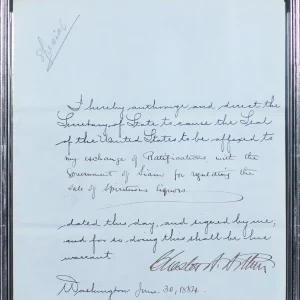 Special
I hereby authorize and direct the
Secretary of State to cause the Seal
of the United States to be affixed to
my exchange of Ratifications with the
Government of Siam for regulating the
sale of spirituous liquors
dated this day, and signed by me;
and for so doing this shall be his
warrant.
Chester A. Arthur
Washington June 30, 1884.